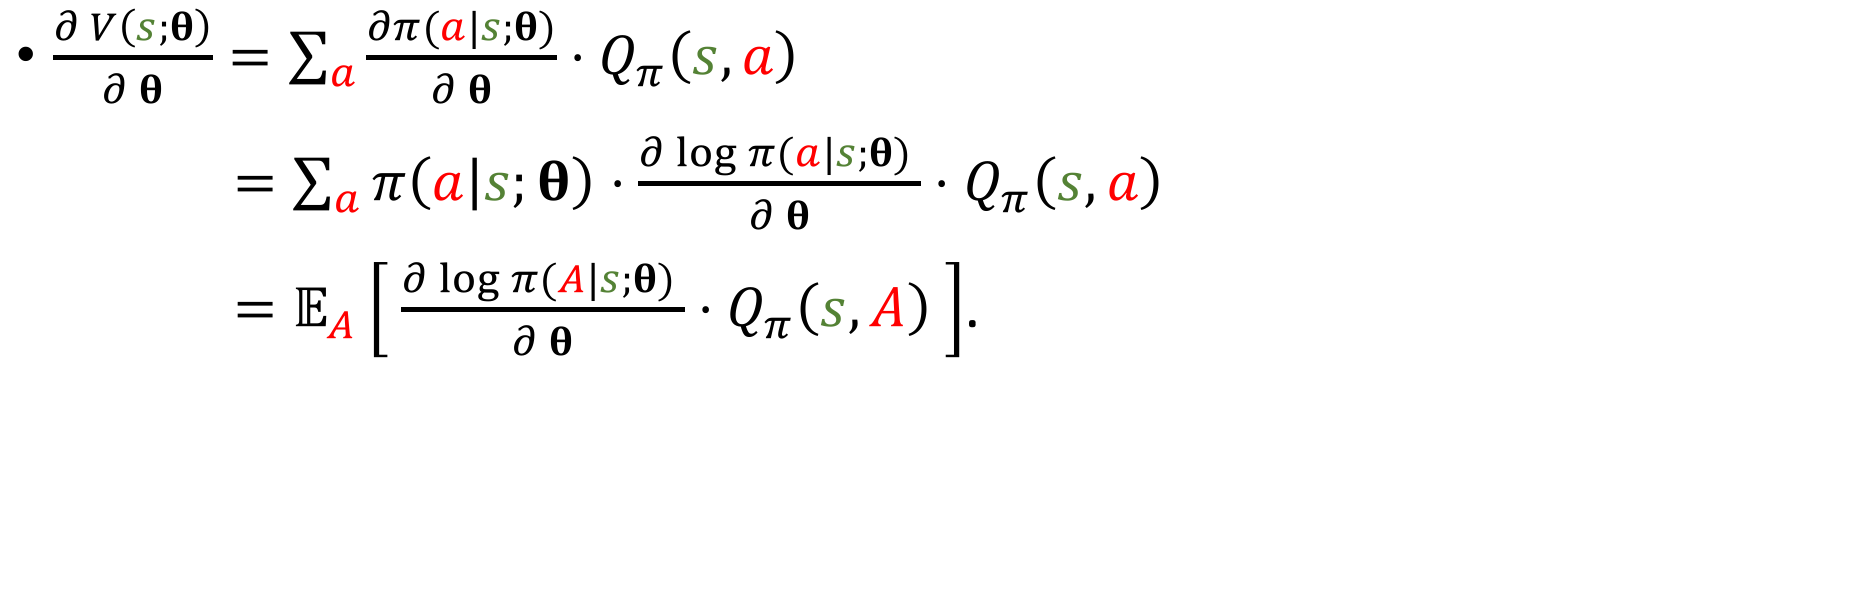 • ∂ V(s;θ)/∂ θ = ∑_a ∂π(a|s;θ)/∂ θ · Q_π(s, a)
= ∑_a π(a|s; θ) · ∂ log π(a|s;θ)/∂ θ · Q_π(s, a)
= 𝔼_A [ ∂ log π(A|s;θ)/∂ θ · Q_π(s, A) ].